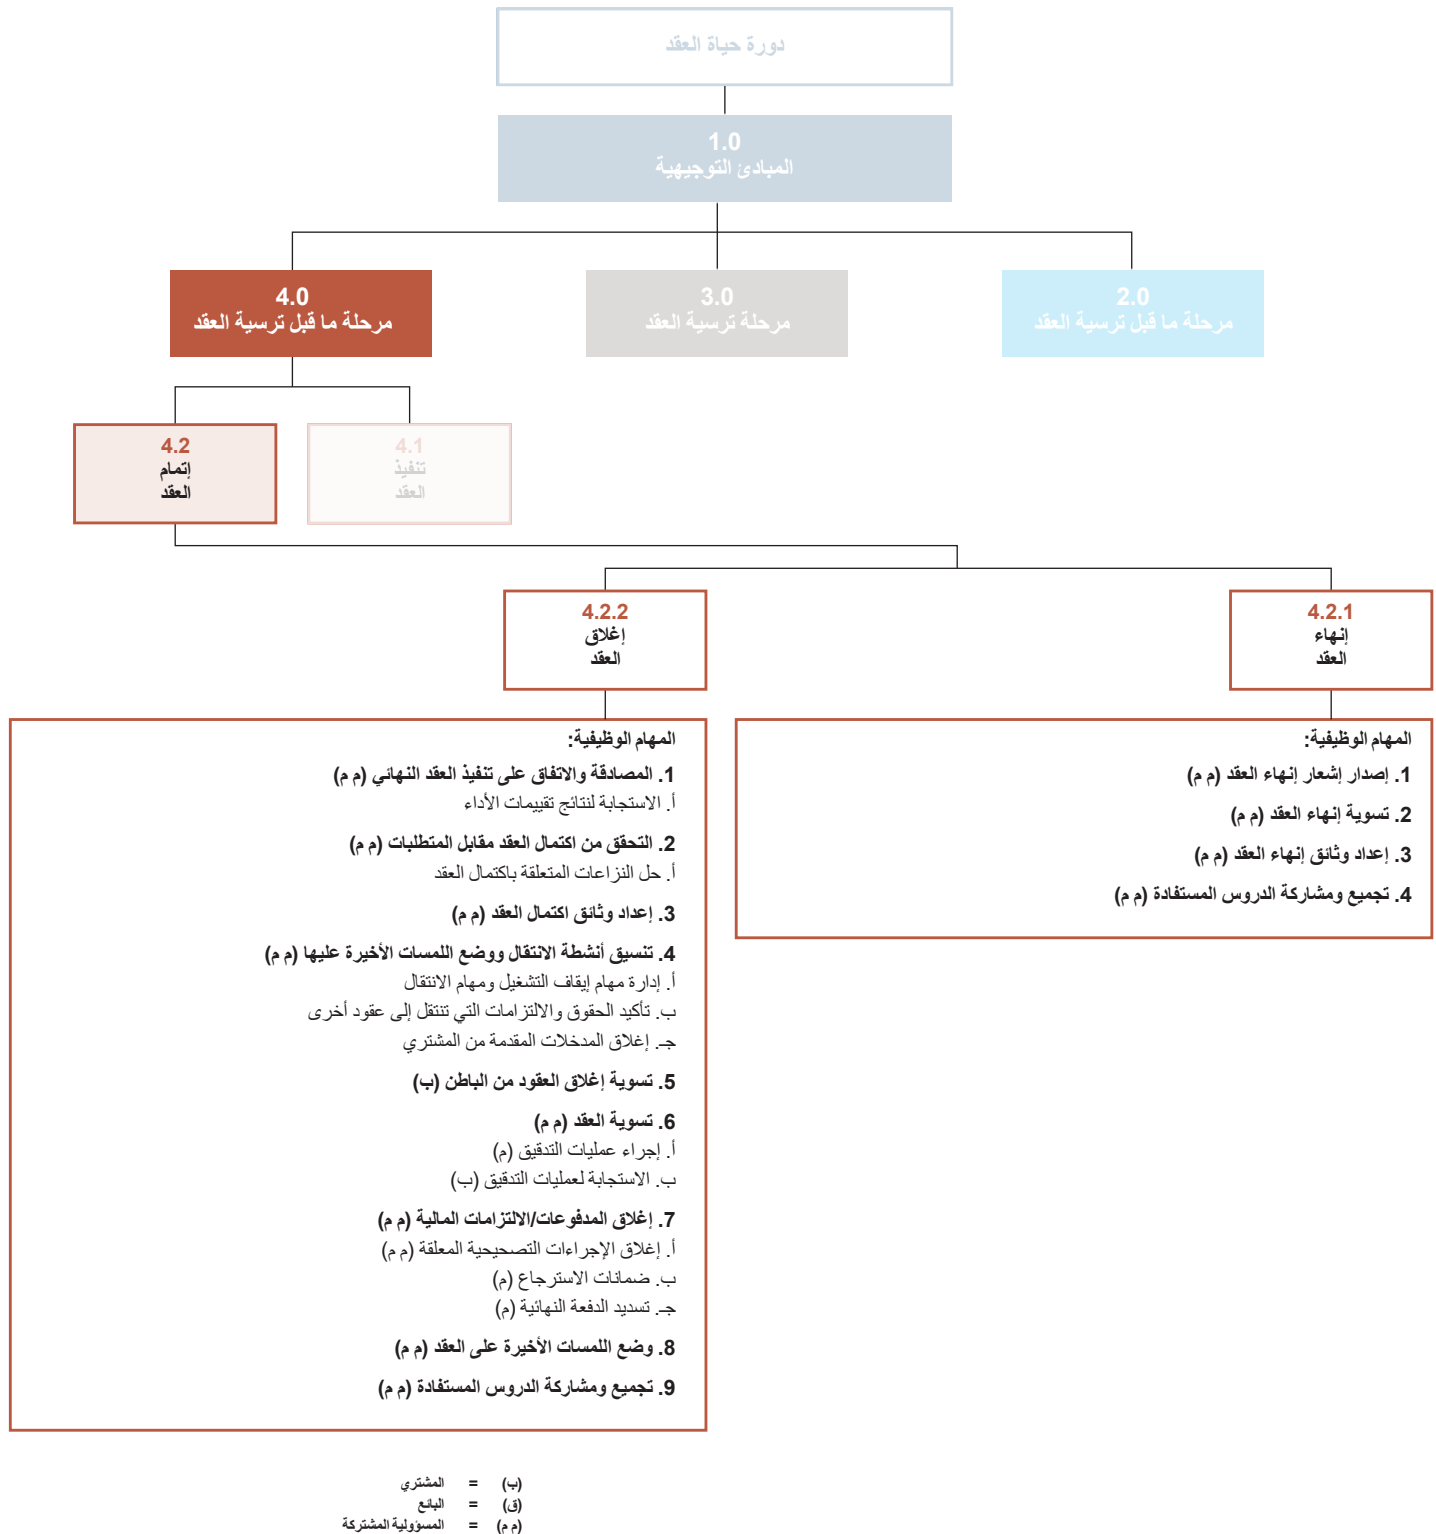 دورة حياة العقد
1.0
المبادئ التوجيهية
2.0
مرحلة ما قبل ترسية العقد
3.0
مرحلة ترسية العقد
4.0
مرحلة ما قبل ترسية العقد
4.1
تنفيذ
العقد
4.2
إتمام
العقد
4.2.1
إنهاء
العقد
المهام الوظيفية:
1. إصدار إشعار إنهاء العقد (م م)
2. تسوية إنهاء العقد (م م)
3. إعداد وثائق إنهاء العقد (م م)
4. تجميع ومشاركة الدروس المستفادة (م م)
4.2.2
إغلاق
العقد
المهام الوظيفية:
1. المصادقة والاتفاق على تنفيذ العقد النهائي (م م)
أ. الاستجابة لنتائج تقييمات الأداء
2. التحقق من اكتمال العقد مقابل المتطلبات (م م)
أ. حل النزاعات المتعلقة باكتمال العقد
3. إعداد وثائق اكتمال العقد (م م)
4. تنسيق أنشطة الانتقال ووضع اللمسات الأخيرة عليها (م م)
أ. إدارة مهام إيقاف التشغيل ومهام الانتقال
ب. تأكيد الحقوق والالتزامات التي تنتقل إلى عقود أخرى
جـ. إغلاق المدخلات المقدمة من المشتري
5. تسوية إغلاق العقود من الباطن (ب)
6. تسوية العقد (م م)
أ. إجراء عمليات التدقيق (م)
ب. الاستجابة لعمليات التدقيق (ب)
7. إغلاق المدفوعات/الالتزامات المالية (م م)
أ. إغلاق الإجراءات التصحيحية المعلقة (م م)
ب. ضمانات الاسترجاع (م)
جـ. تسديد الدفعة النهائية (م)
8. وضع اللمسات الأخيرة على العقد (م م)
9. تجميع ومشاركة الدروس المستفادة (م م)
(ب) = المشتري
(ق) = البائع
(م م) = المسؤولية المشتركة